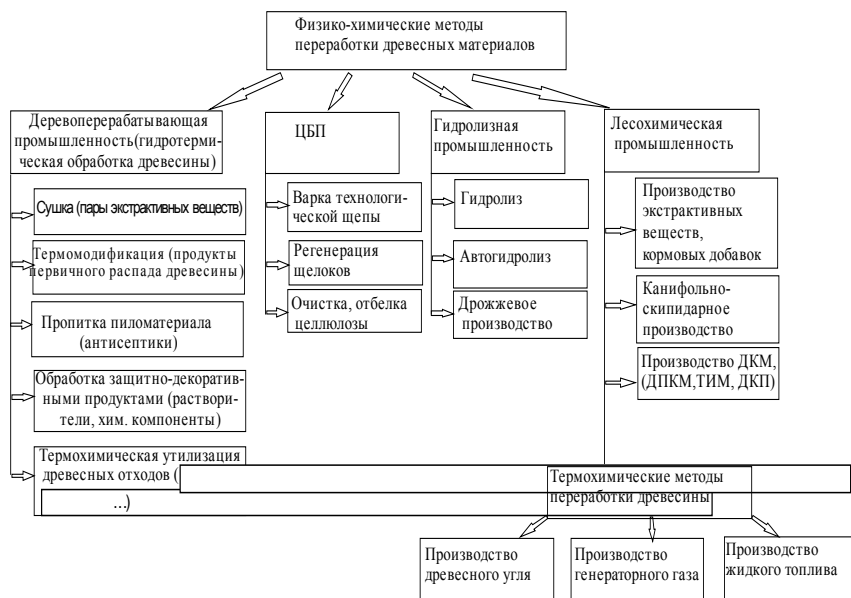 Физико-химические методы
переработки древесных материалов
Деревоперерабатывающая
промышленность(гидротерми-
ческая обработка древесины)
Сушка (пары экстрактивных веществ)
Термомодификация (продукты
первичного распада древесины)
Пропитка пиломатериала
(антисептики)
Обработка защитно-декоратив-
ными продуктами (раствори-
тели, хим. компоненты)
Термохимическая утилизация
древесных отходов (
...)
ЦБП
Варка технологи-
ческой щепы
Регенерация
щелоков
Очистка, отбелка
целлюлозы
Гидролизная
промышленность
Гидролиз
Автогидролиз
Дрожжевое
производство
Лесохимическая
промышленность
Производство
экстрактивных
веществ,
кормовых добавок
Канифольно-
скипидарное
производство
Производство ДКМ,
(ДПКМ,ТИМ, ДКП)
Термохимические методы
переработки древесины
Производство
древесного угля
Производство
генераторного газа
Производство
жидкого топлива